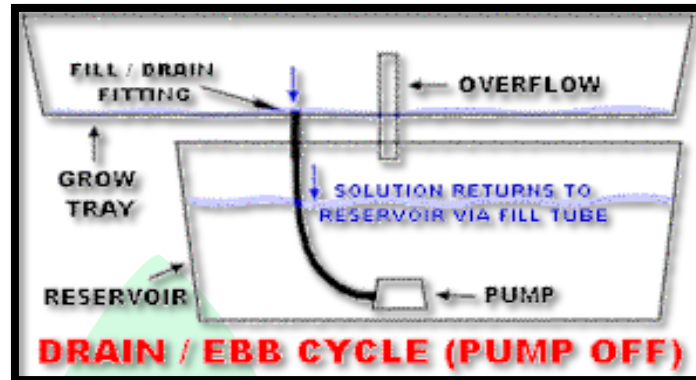 FILL / DRAIN
FITTING
OVERFLOW
GROW
TRAY
SOLUTION RETURNS TO
RESERVOIR VIA FILL TUBE
RESERVOIR
PUMP
DRAIN / EBB CYCLE (PUMP OFF)